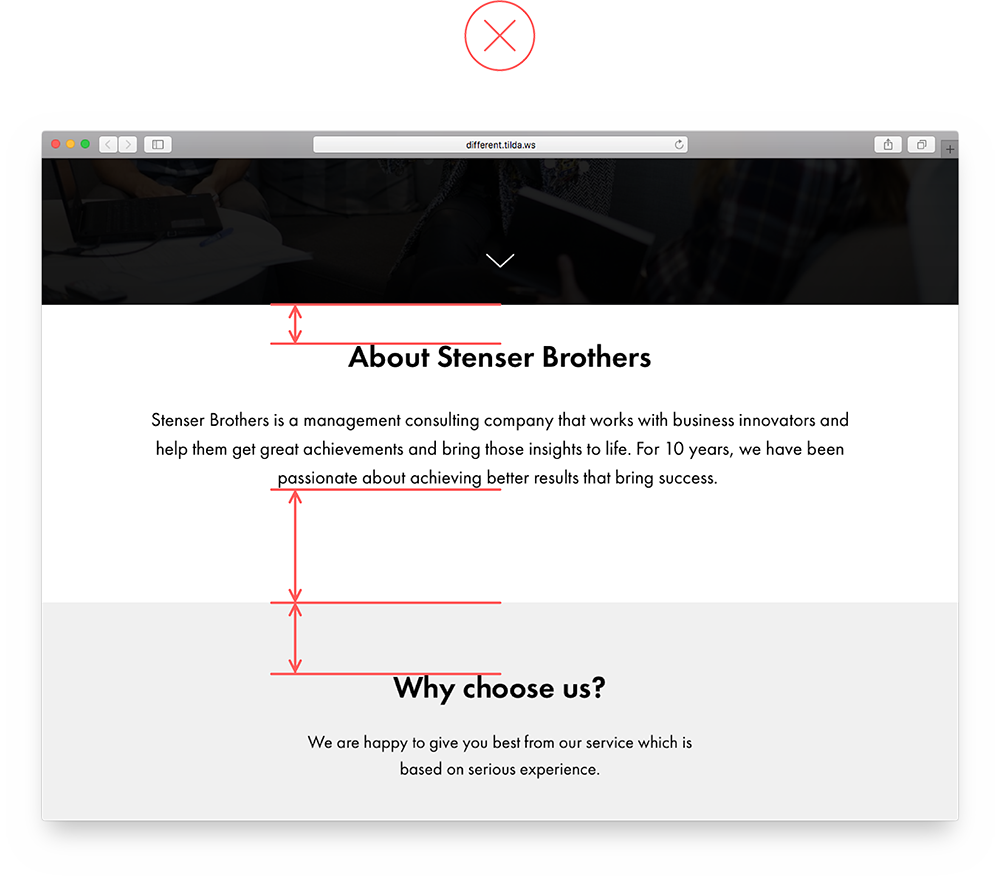 different.tilda.ws
About Stenser Brothers
Stenser Brothers is a management consulting company that works with business innovators and
help them get great achievements and bring those insights to life. For 10 years, we have been
passionate about achieving better results that bring success.
Why choose us?
We are happy to give you best from our service which is
based on serious experience.